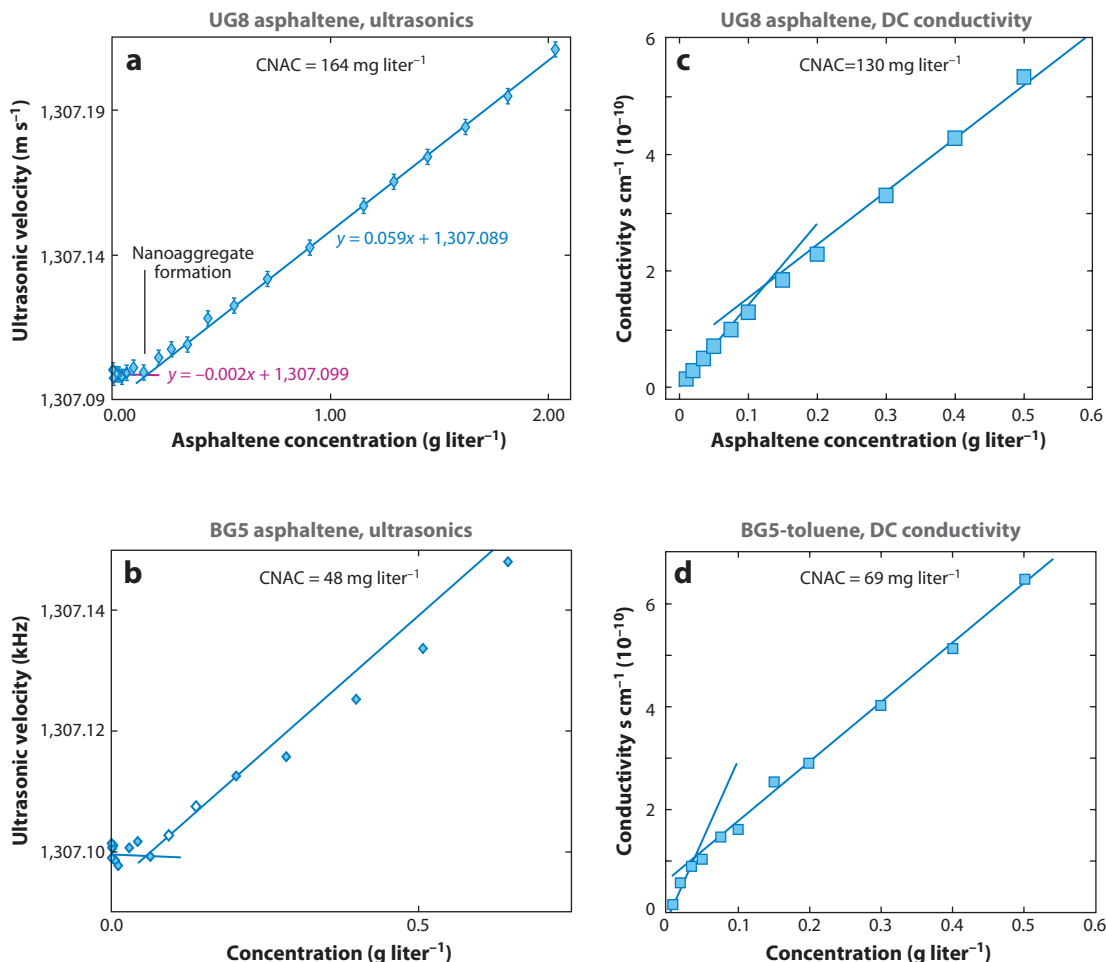 UG8 asphaltene, ultrasonics
a
CNAC = 164 mg liter⁻¹
1,307.19
1,307.14
1,307.09
Ultrasonic velocity (m s⁻¹)
Nanoaggregate
formation
y = 0.059x + 1,307.089
y = –0.002x + 1,307.099
0.00
1.00
2.00
Asphaltene concentration (g liter⁻¹)
UG8 asphaltene, DC conductivity
c
CNAC=130 mg liter⁻¹
6
4
2
0
Conductivity s cm⁻¹ (10⁻¹⁰)
0
0.1
0.2
0.3
0.4
0.5
0.6
Asphaltene concentration (g liter⁻¹)
BG5 asphaltene, ultrasonics
b
CNAC = 48 mg liter⁻¹
1,307.14
1,307.12
1,307.10
Ultrasonic velocity (kHz)
0.0
0.5
Concentration (g liter⁻¹)
BG5-toluene, DC conductivity
d
CNAC = 69 mg liter⁻¹
6
4
2
0
Conductivity s cm⁻¹ (10⁻¹⁰)
0
0.1
0.2
0.3
0.4
0.5
0.6
Concentration (g liter⁻¹)